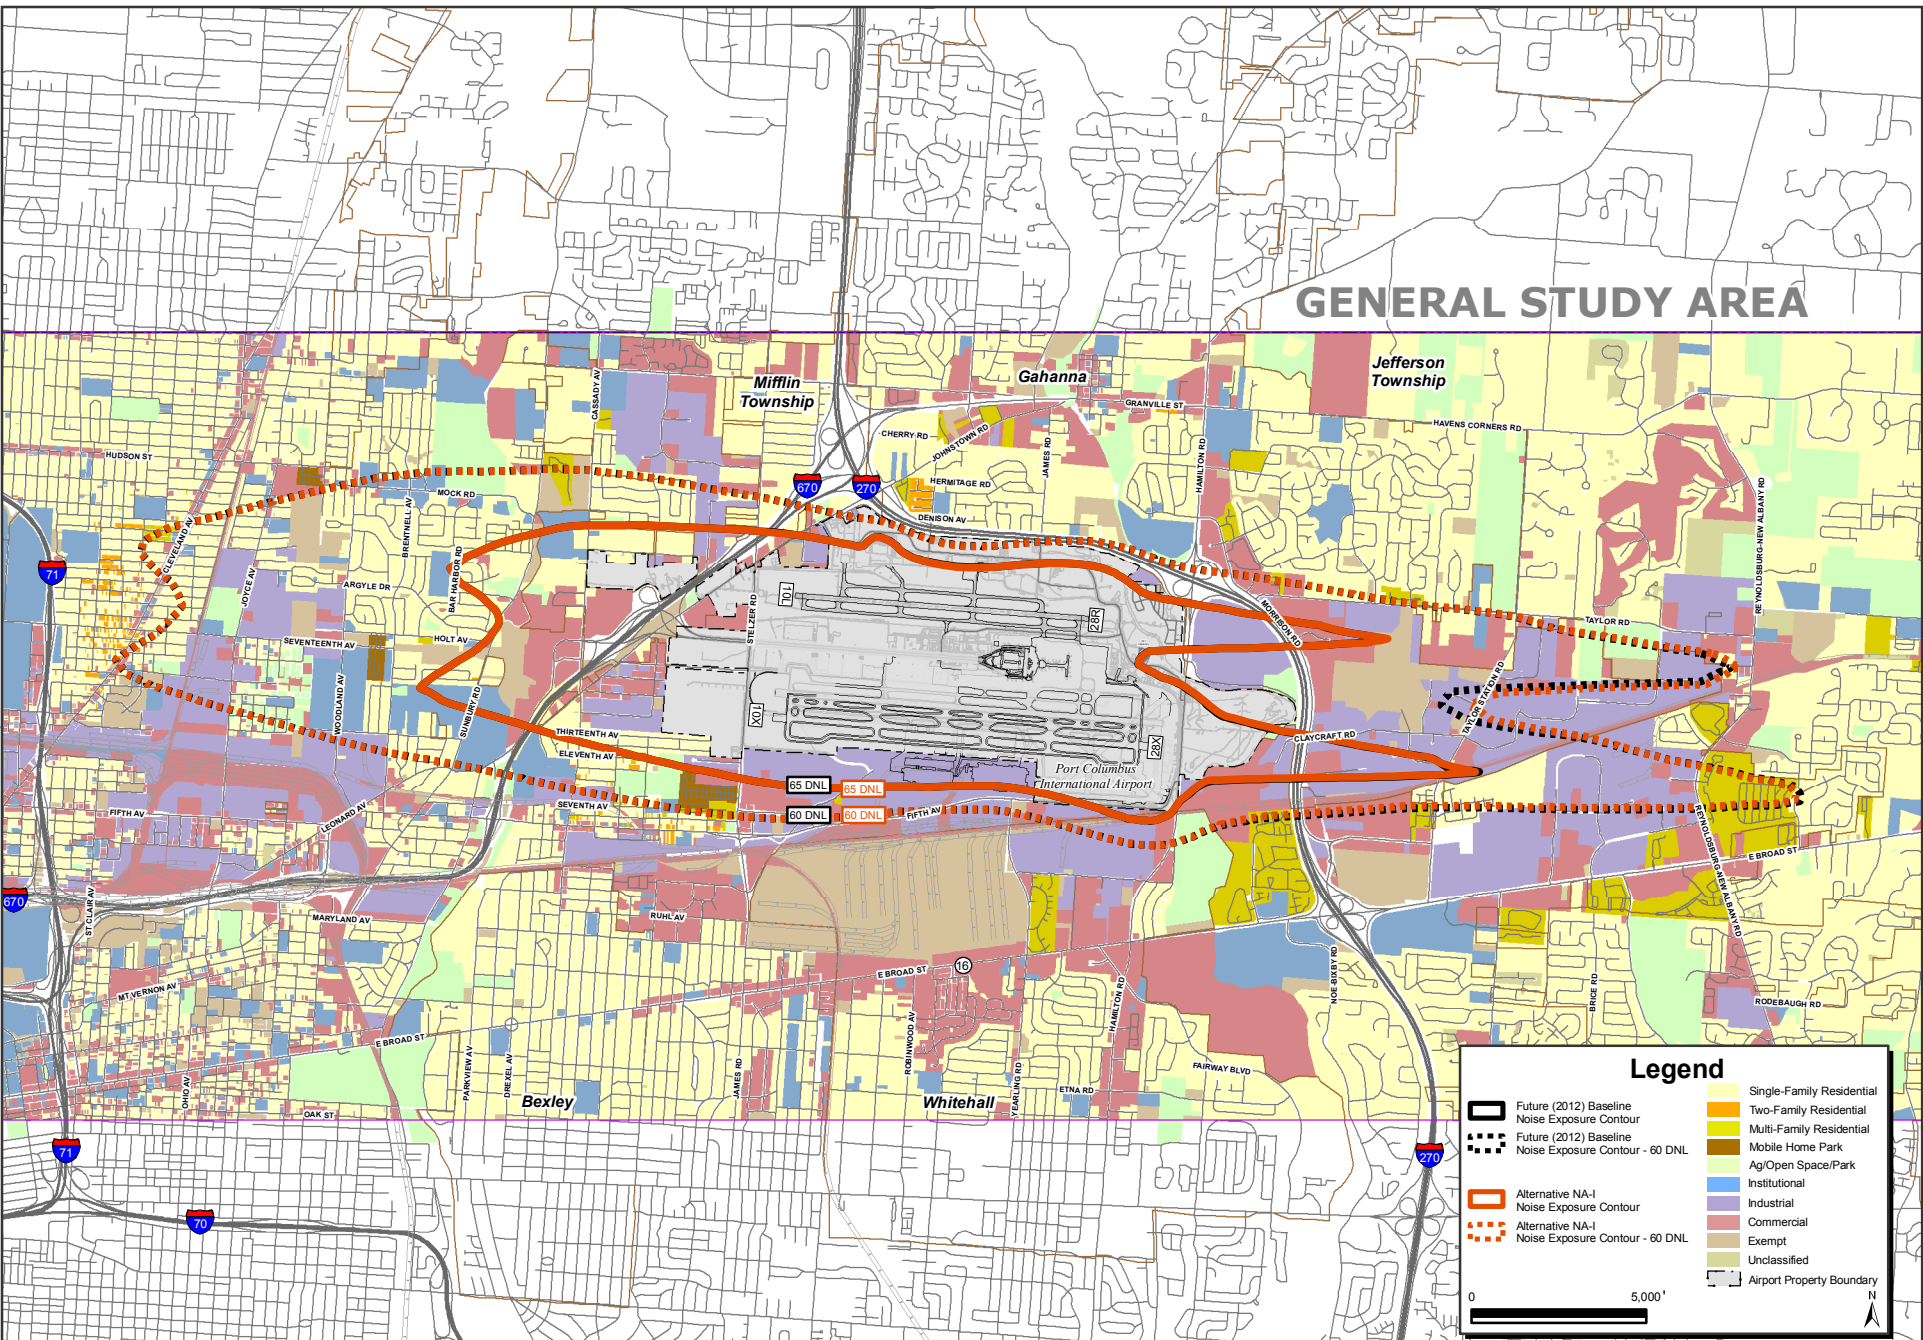 GENERAL STUDY AREA
Jefferson
Township
Gahanna
Mifflin
Township
GRANVILLE ST
HAVENS CORNERS RD
CASSADY AV
CHERRY RD
JOHNSTOWN RD
JAMES RD
HAMILTON RD
HUDSON ST
MOCK RD
670
270
HERMITAGE RD
DENISON AV
REYNOLDSBURG-NEW ALBANY RD
CLEVELAND AV
BRENTNELL AV
71
JOYCE AV
ARGYLE DR
BAR HARBOR RD
STELZER RD
10L
28R
MORRISON RD
TAYLOR RD
SEVENTEENTH AV
HOLT AV
WOODLAND AV
SUNBURY RD
10X
28X
TAYLOR STATION RD
CLAYCRAFT RD
THIRTEENTH AV
ELEVENTH AV
Port Columbus
International Airport
65 DNL
65 DNL
60 DNL
60 DNL
FIFTH AV
SEVENTH AV
FIFTH AV
LEONARD AV
REYNOLDSBURG-NEW ALBANY RD
E BROAD ST
670
ST CLAIR AV
MARYLAND AV
RUHL AV
MT VERNON AV
E BROAD ST
16
NOE-BIXBY RD
BRICE RD
RODEBAUGH RD
E BROAD ST
PARKVIEW AV
DREXEL AV
JAMES RD
ROBINWOOD AV
YEARLING RD
HAMILTON RD
FAIRWAY BLVD
ETNA RD
OHIO AV
OAK ST
Bexley
Whitehall
71
270
70
Legend
Future (2012) Baseline
Noise Exposure Contour
Future (2012) Baseline
Noise Exposure Contour - 60 DNL
Alternative NA-I
Noise Exposure Contour
Alternative NA-I
Noise Exposure Contour - 60 DNL
Single-Family Residential
Two-Family Residential
Multi-Family Residential
Mobile Home Park
Ag/Open Space/Park
Institutional
Industrial
Commercial
Exempt
Unclassified
Airport Property Boundary
0
5,000'
N